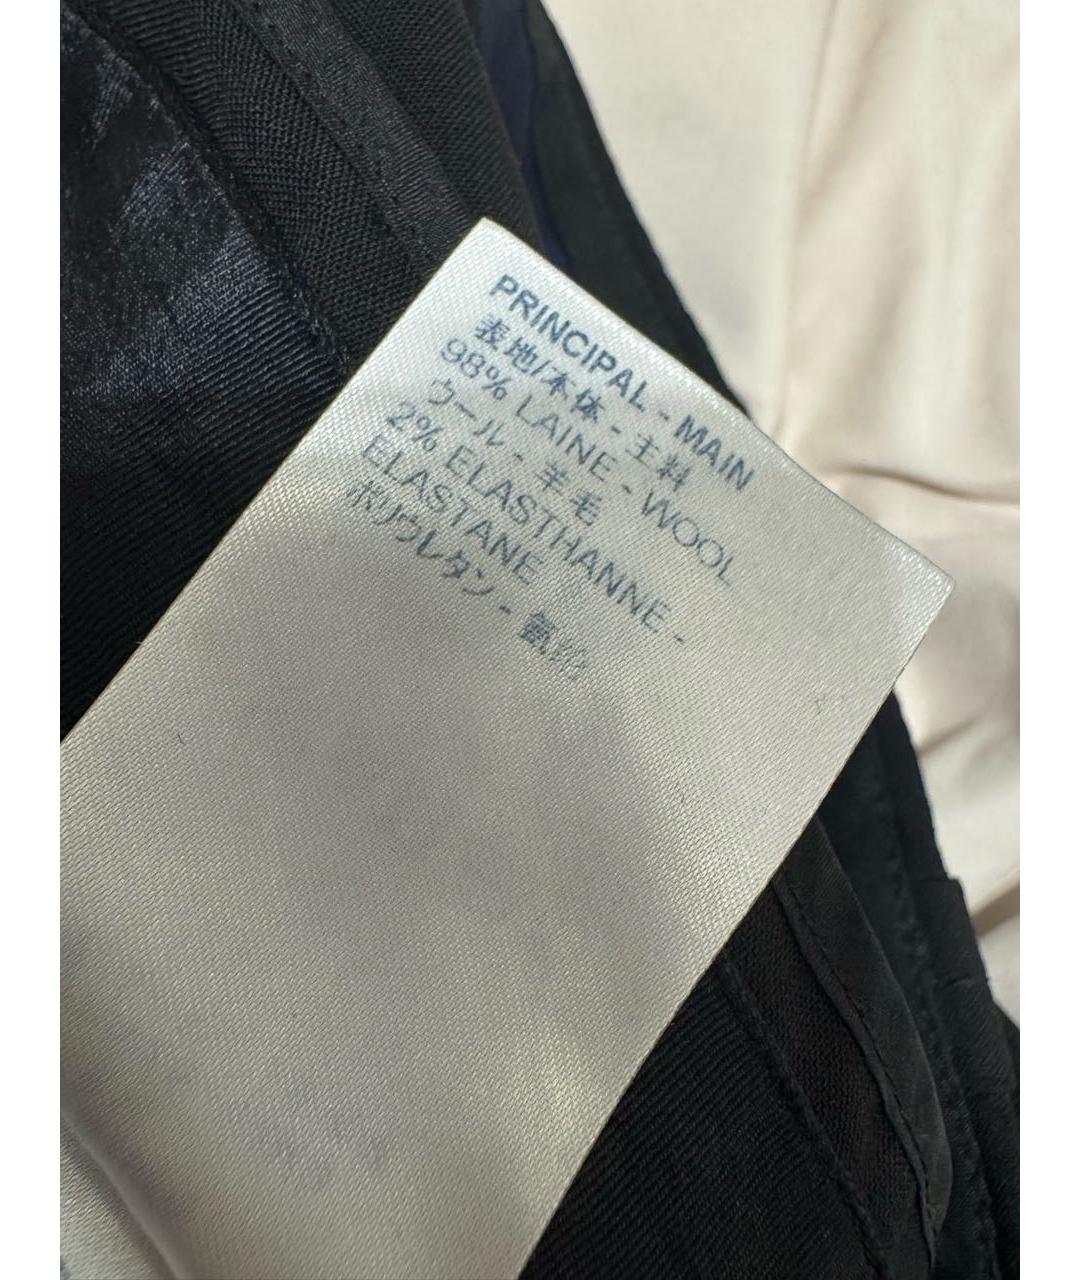 PRINCIPAL - MAIN
表地/本体 - 主料
98% LAINE - WOOL
ウール - 羊毛
2% ELASTHANNE -
ELASTANE
ポリウレタン - 氨纶